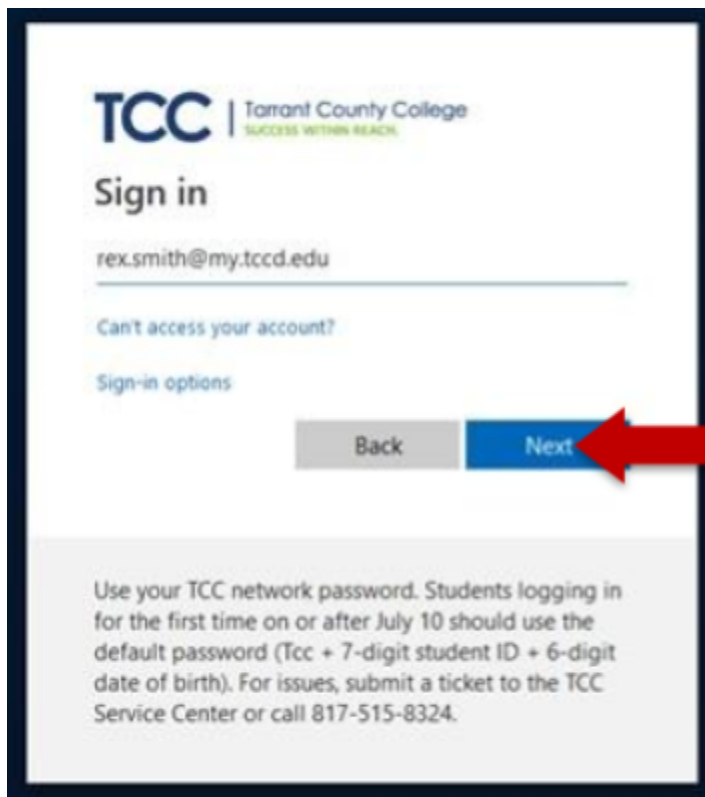 TCC | Tarrant County College
SUCCESS WITHIN REACH.
Sign in
rex.smith@my.tccd.edu
Can't access your account?
Sign-in options
Back Next
Use your TCC network password. Students logging in
for the first time on or after July 10 should use the
default password (Tcc + 7-digit student ID + 6-digit
date of birth). For issues, submit a ticket to the TCC
Service Center or call 817-515-8324.